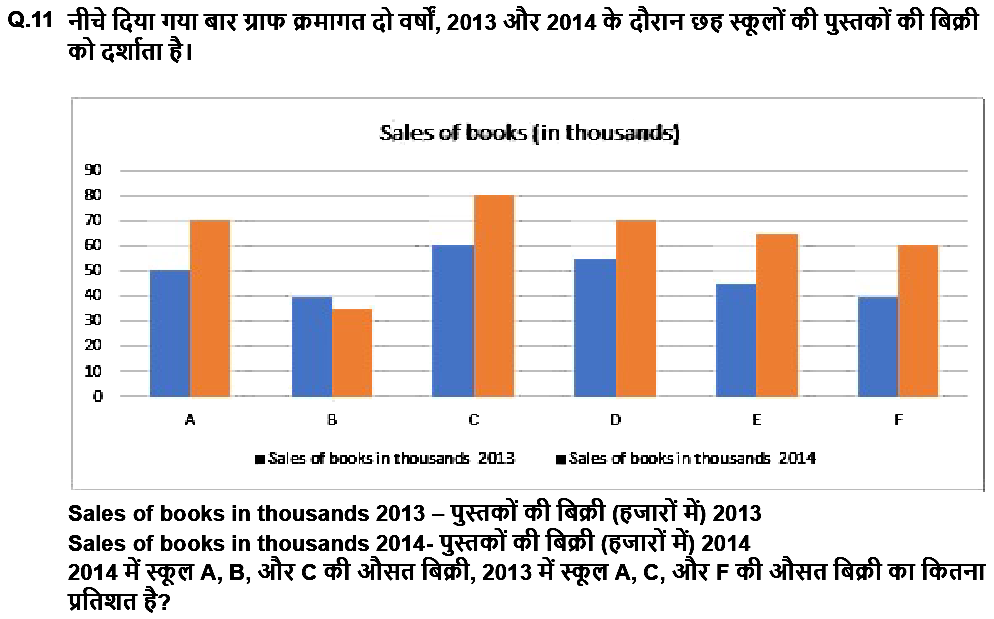 Q.11 नीचे दिया गया बार ग्राफ क्रमागत दो वर्षों, 2013 और 2014 के दौरान छह स्कूलों की पुस्तकों की बिक्री
को दर्शाता है।
Sales of books (in thousands)
90
80
70
60
50
40
30
20
10
0
A B C D E F
Sales of books in thousands 2013 Sales of books in thousands 2014
Sales of books in thousands 2013 – पुस्तकों की बिक्री (हजारों में) 2013
Sales of books in thousands 2014- पुस्तकों की बिक्री (हजारों में) 2014
2014 में स्कूल A, B, और C की औसत बिक्री, 2013 में स्कूल A, C, और F की औसत बिक्री का कितना
प्रतिशत है?